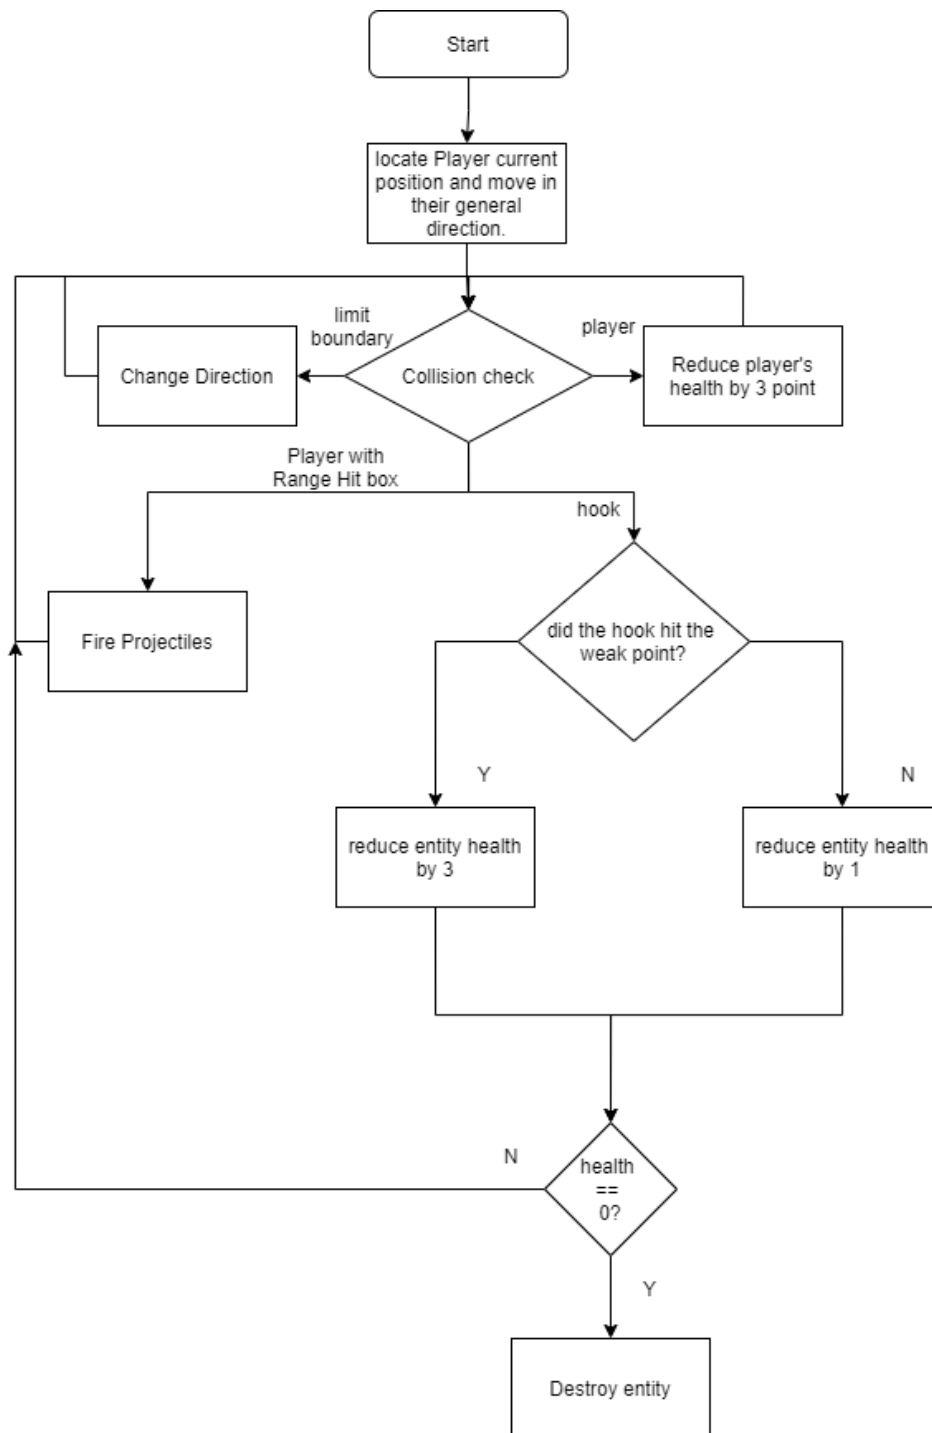 Start
locate Player current
position and move in
their general
direction.
limit
boundary
player
Change Direction
Collision check
Reduce player's
health by 3 point
Player with
Range Hit box
hook
Fire Projectiles
did the hook hit the
weak point?
Y
N
reduce entity health
by 3
reduce entity health
by 1
N
health
==
0?
Y
Destroy entity